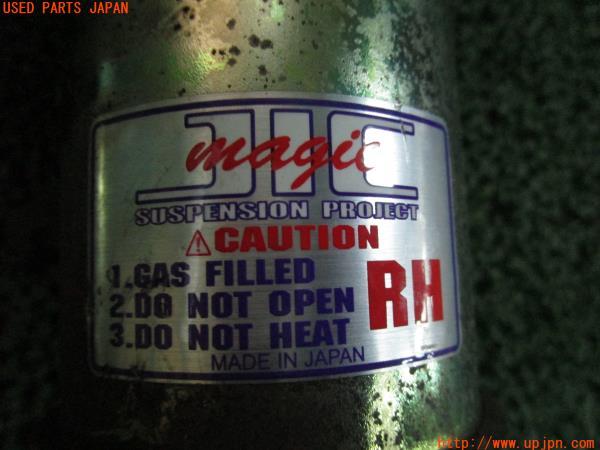 USED PARTS JAPAN
JIC
magic
SUSPENSION PROJECT
⚠CAUTION
1.GAS FILLED
2.DO NOT OPEN
3.DO NOT HEAT
RH
MADE IN JAPAN
http://www.upjpn.com/